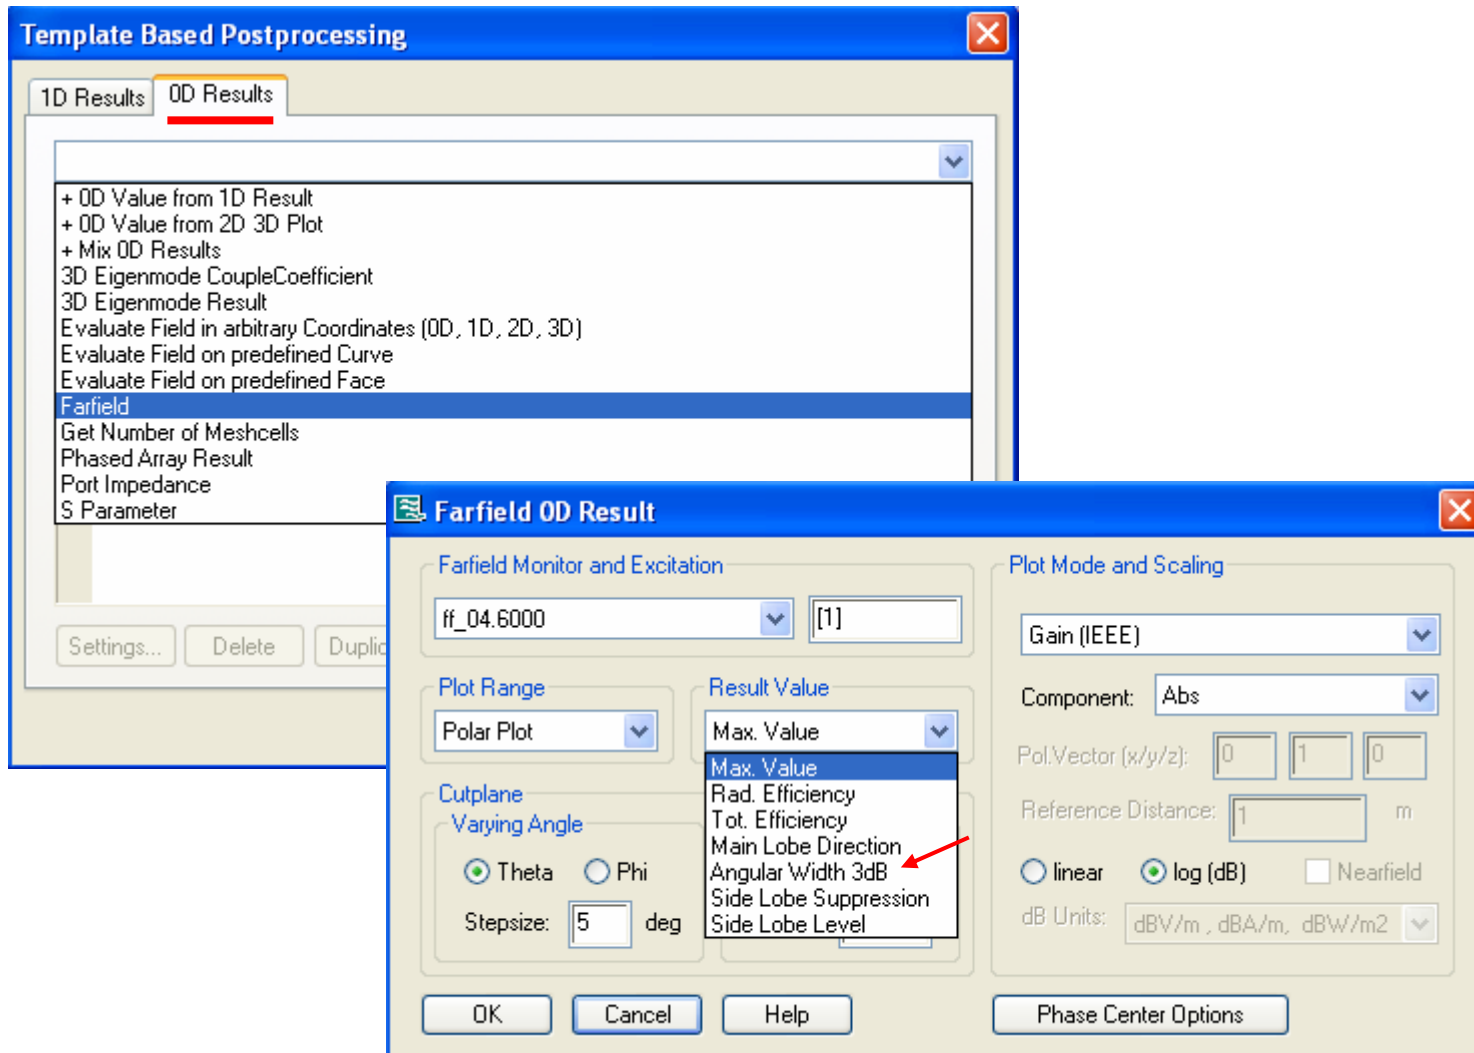 Template Based Postprocessing
1D Results
0D Results
+ 0D Value from 1D Result
+ 0D Value from 2D 3D Plot
+ Mix 0D Results
3D Eigenmode CoupleCoefficient
3D Eigenmode Result
Evaluate Field in arbitrary Coordinates (0D, 1D, 2D, 3D)
Evaluate Field on predefined Curve
Evaluate Field on predefined Face
Farfield
Get Number of Meshcells
Phased Array Result
Port Impedance
S Parameter
Settings...
Delete
Duplic
Farfield 0D Result
Farfield Monitor and Excitation
ff_04.6000
[1]
Plot Range
Polar Plot
Result Value
Max. Value
Max. Value
Rad. Efficiency
Tot. Efficiency
Main Lobe Direction
Angular Width 3dB
Side Lobe Suppression
Side Lobe Level
Cutplane
Varying Angle
Theta
Phi
Stepsize: 5 deg
Plot Mode and Scaling
Gain (IEEE)
Component: Abs
Pol.Vector (x/y/z): 0 1 0
Reference Distance: 1 m
linear
log (dB)
Nearfield
dB Units: dBV/m , dBA/m, dBW/m2
OK
Cancel
Help
Phase Center Options